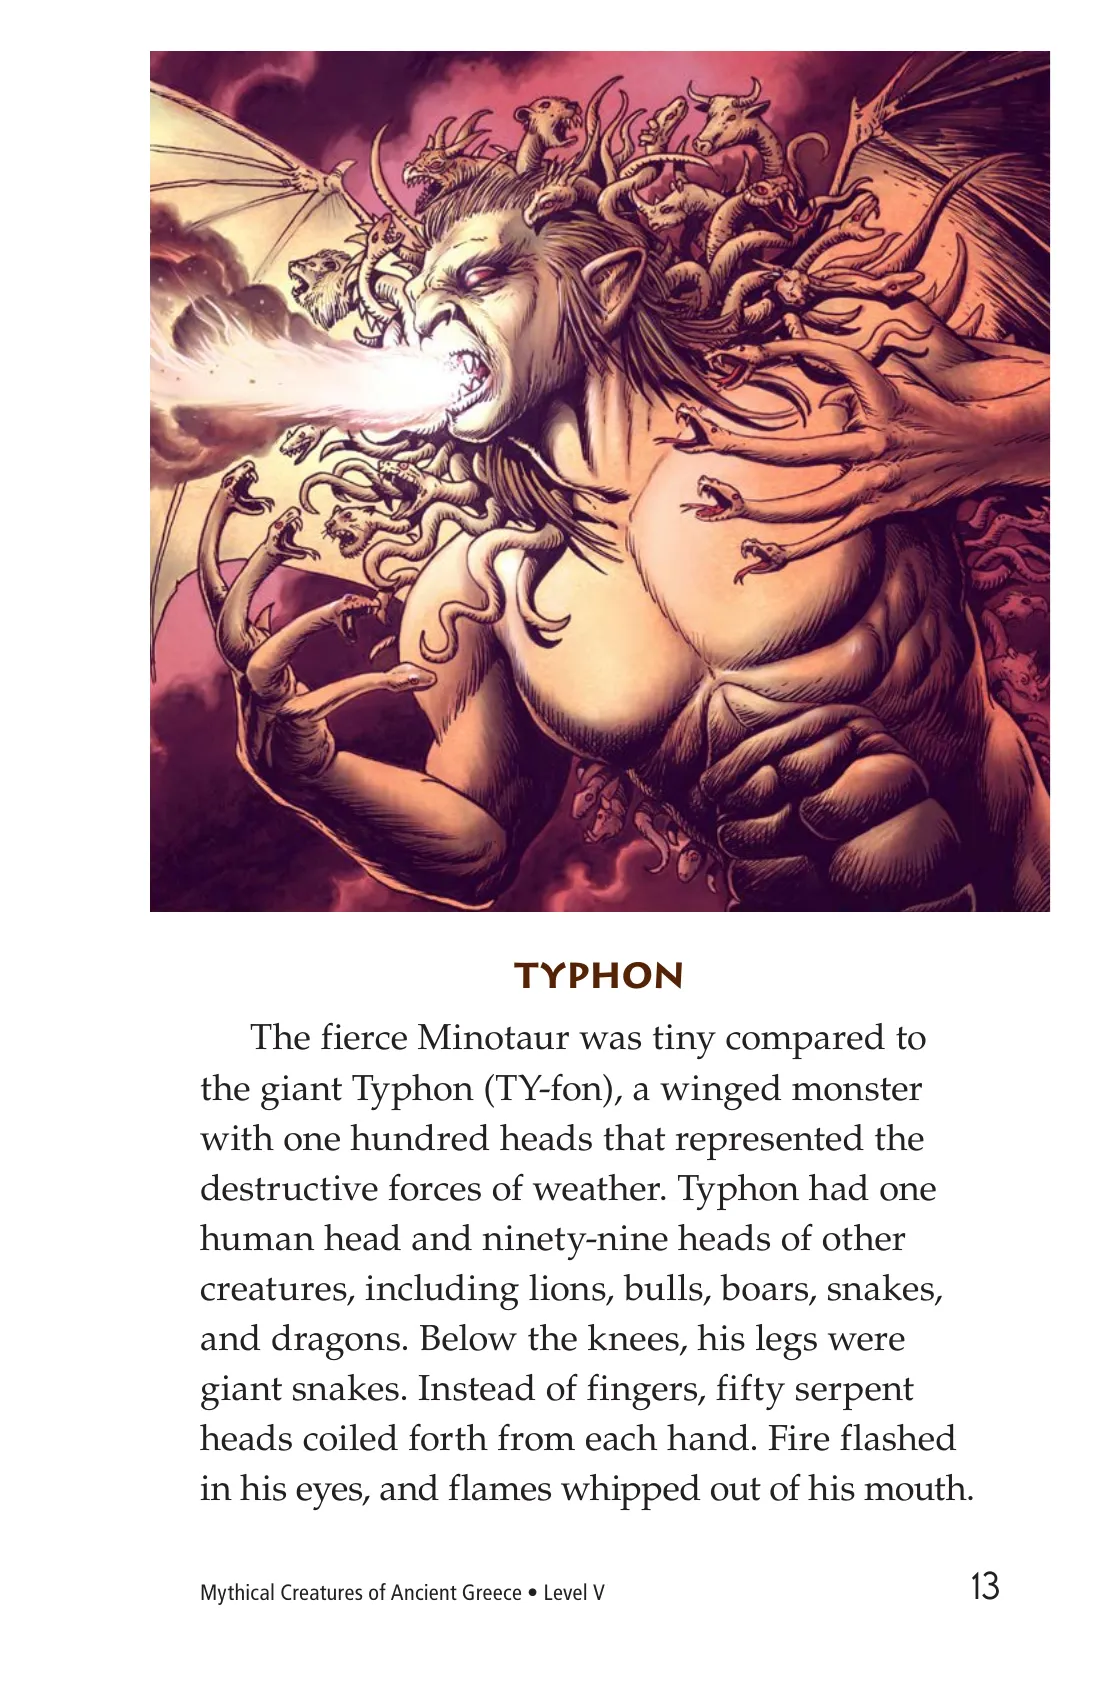 TYPHON
The fierce Minotaur was tiny compared to
the giant Typhon (TY-fon), a winged monster
with one hundred heads that represented the
destructive forces of weather. Typhon had one
human head and ninety-nine heads of other
creatures, including lions, bulls, boars, snakes,
and dragons. Below the knees, his legs were
giant snakes. Instead of fingers, fifty serpent
heads coiled forth from each hand. Fire flashed
in his eyes, and flames whipped out of his mouth.
Mythical Creatures of Ancient Greece • Level V
13